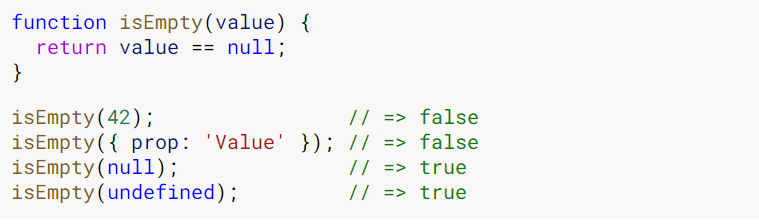 function isEmpty(value) {
  return value == null;
}
isEmpty(42);                // => false
isEmpty({ prop: 'Value' }); // => false
isEmpty(null);              // => true
isEmpty(undefined);         // => true